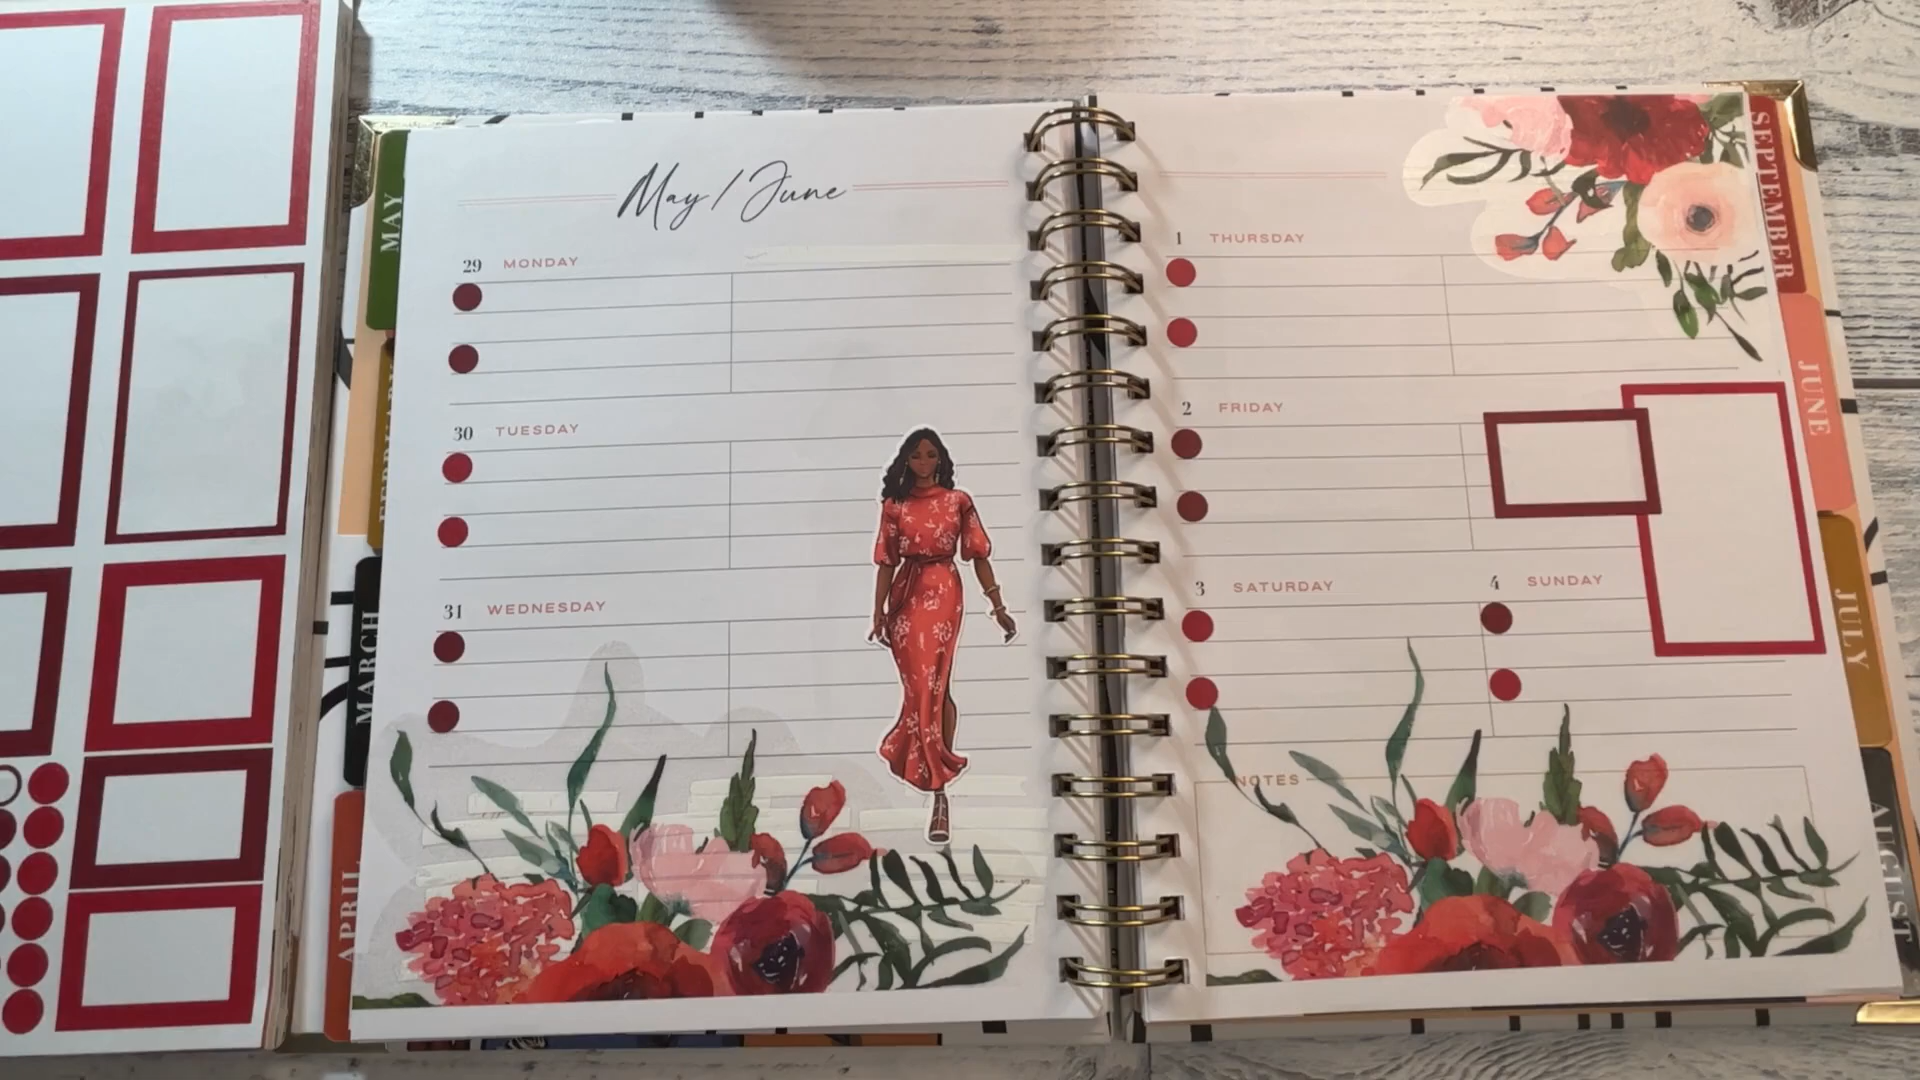 May / June
29 MONDAY
30 TUESDAY
31 WEDNESDAY
1 THURSDAY
2 FRIDAY
3 SATURDAY
4 SUNDAY
NOTES
MAY
FEBRUARY
MARCH
APRIL
SEPTEMBER
JUNE
JULY
AUGUST